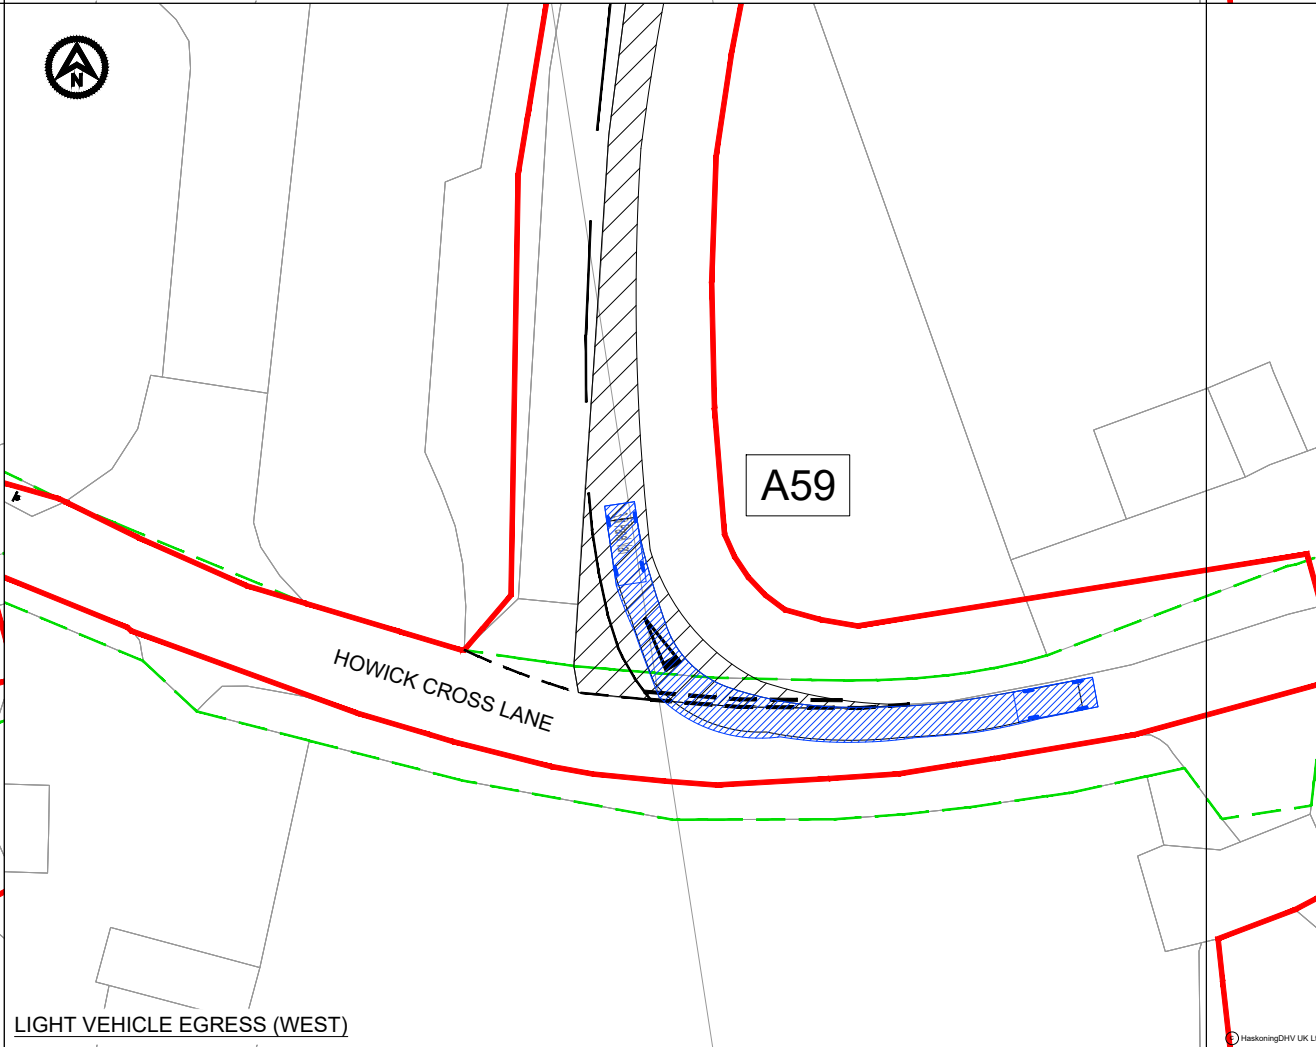 N
A59
HOWICK CROSS LANE
LIGHT VEHICLE EGRESS (WEST)
© HaskoningDHV UK